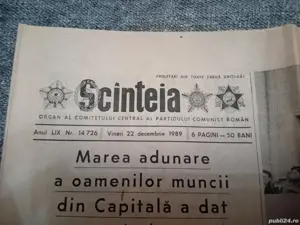 PROLETARI DIN TOATE ȚĂRILE, UNIȚI-VĂ!
Scînteia
ORGAN AL COMITETULUI CENTRAL AL PARTIDULUI COMUNIST ROMÂN
Anul LIX Nr. 14 726
Vineri 22 decembrie 1989
6 PAGINI — 50 BANI
Marea adunare
a oamenilor muncii
din Capitală a dat
publi24.ro